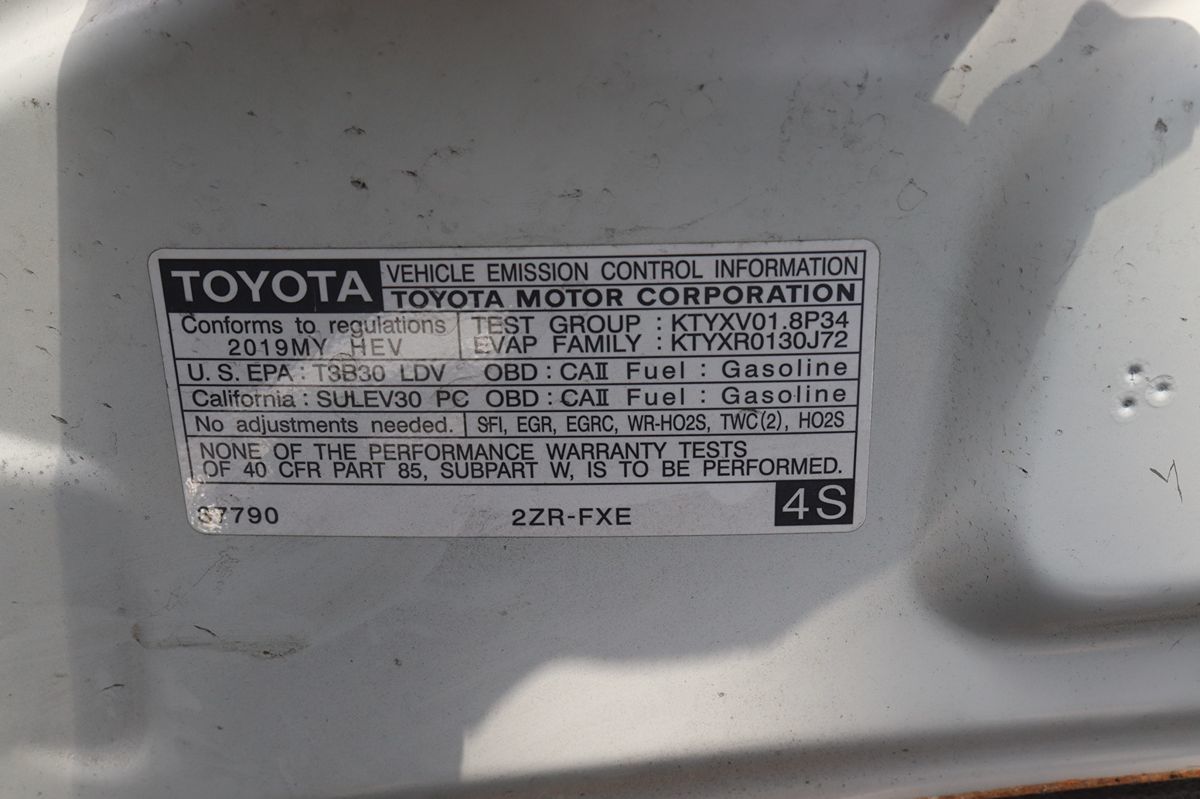 TOYOTA VEHICLE EMISSION CONTROL INFORMATION
TOYOTA MOTOR CORPORATION
Conforms to regulations
2019MY HEV
TEST GROUP : KTYXV01.8P34
EVAP FAMILY : KTYXR0130J72
U.S. EPA : T3B30 LDV OBD : CAII Fuel : Gasoline
California : SULEV30 PC OBD : CAII Fuel : Gasoline
No adjustments needed. SFI, EGR, EGRC, WR-HO2S, TWC(2), HO2S
NONE OF THE PERFORMANCE WARRANTY TESTS
OF 40 CFR PART 85, SUBPART W, IS TO BE PERFORMED.
37790 2ZR-FXE 4S